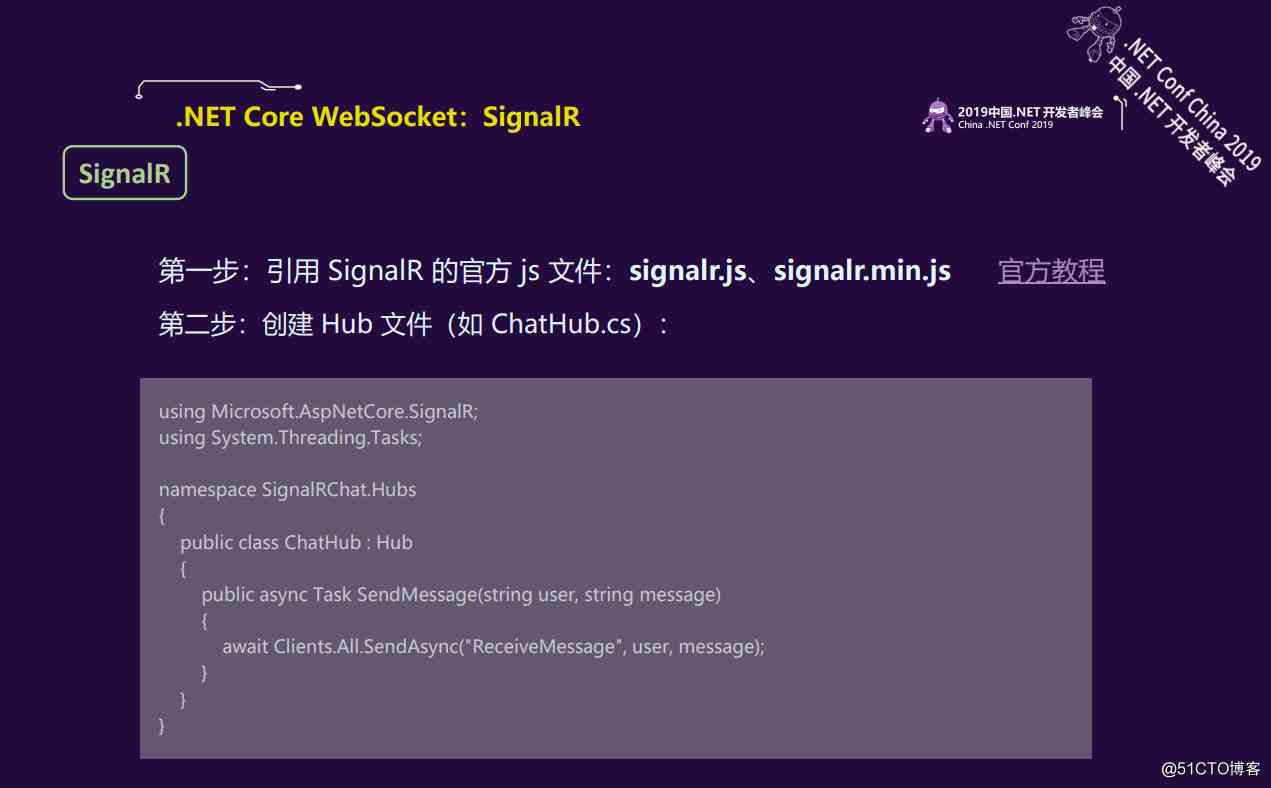 .NET Conf China 2019
中国 .NET 开发者峰会
.NET Core WebSocket：SignalR
2019中国.NET开发者峰会
China .NET Conf 2019
SignalR
第一步：引用 SignalR 的官方 js 文件：signalr.js、signalr.min.js 官方教程
第二步：创建 Hub 文件（如 ChatHub.cs）：
using Microsoft.AspNetCore.SignalR;
using System.Threading.Tasks;
namespace SignalRChat.Hubs
{
public class ChatHub : Hub
{
public async Task SendMessage(string user, string message)
{
await Clients.All.SendAsync("ReceiveMessage", user, message);
}
}
}
@51CTO博客